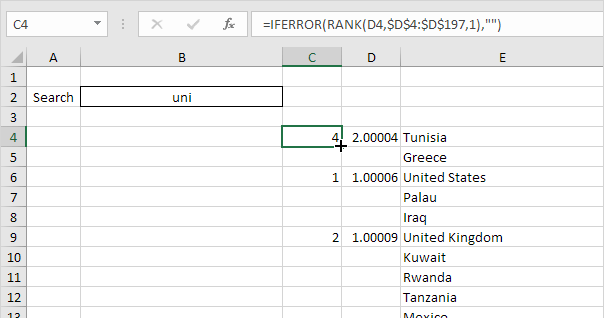 C4 fx =IFERROR(RANK(D4,$D$4:$D$197,1),"")
A B C D E
1
2 Search uni
3
4 4 2.00004 Tunisia
5 Greece
6 1 1.00006 United States
7 Palau
8 Iraq
9 2 1.00009 United Kingdom
10 Kuwait
11 Rwanda
12 Tanzania
13 Mexico